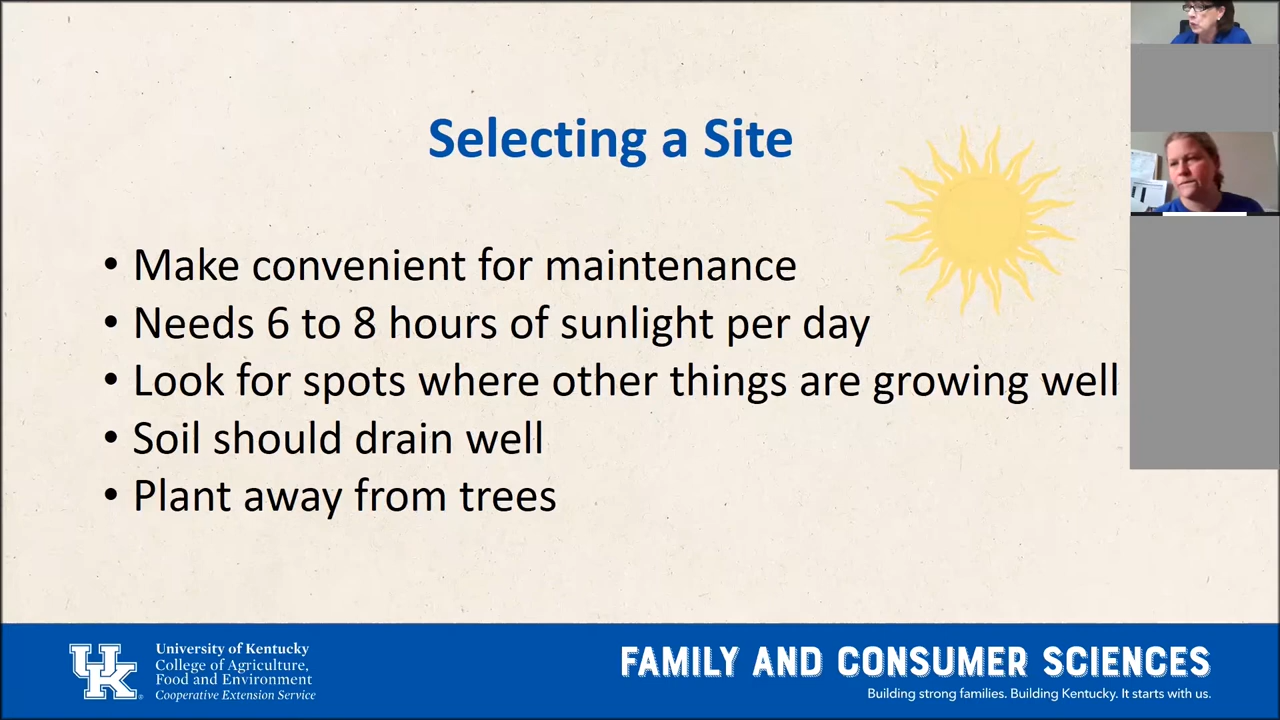 Selecting a Site
• Make convenient for maintenance
• Needs 6 to 8 hours of sunlight per day
• Look for spots where other things are growing well
• Soil should drain well
• Plant away from trees
UK
University of Kentucky
College of Agriculture,
Food and Environment
Cooperative Extension Service
FAMILY AND CONSUMER SCIENCES
Building strong families. Building Kentucky. It starts with us.